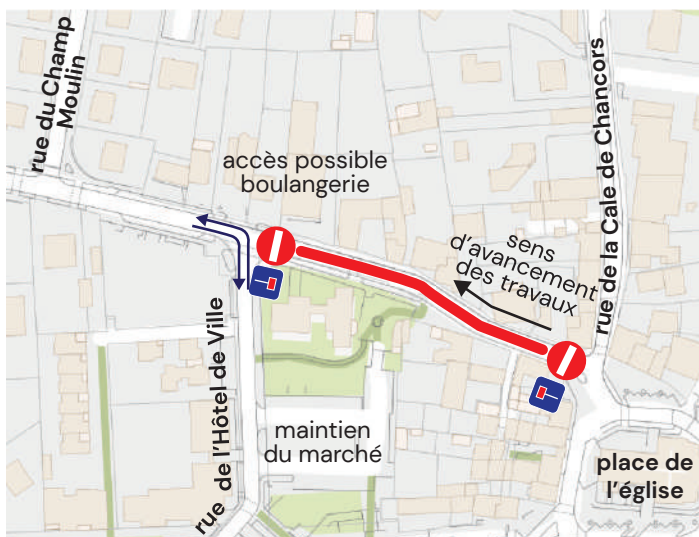 rue du Champ
Moulin
accès possible
boulangerie
rue de la Cale de Chancors
sens
d'avancement
des travaux
rue de l'Hôtel de Ville
maintien
du marché
place de
l'église